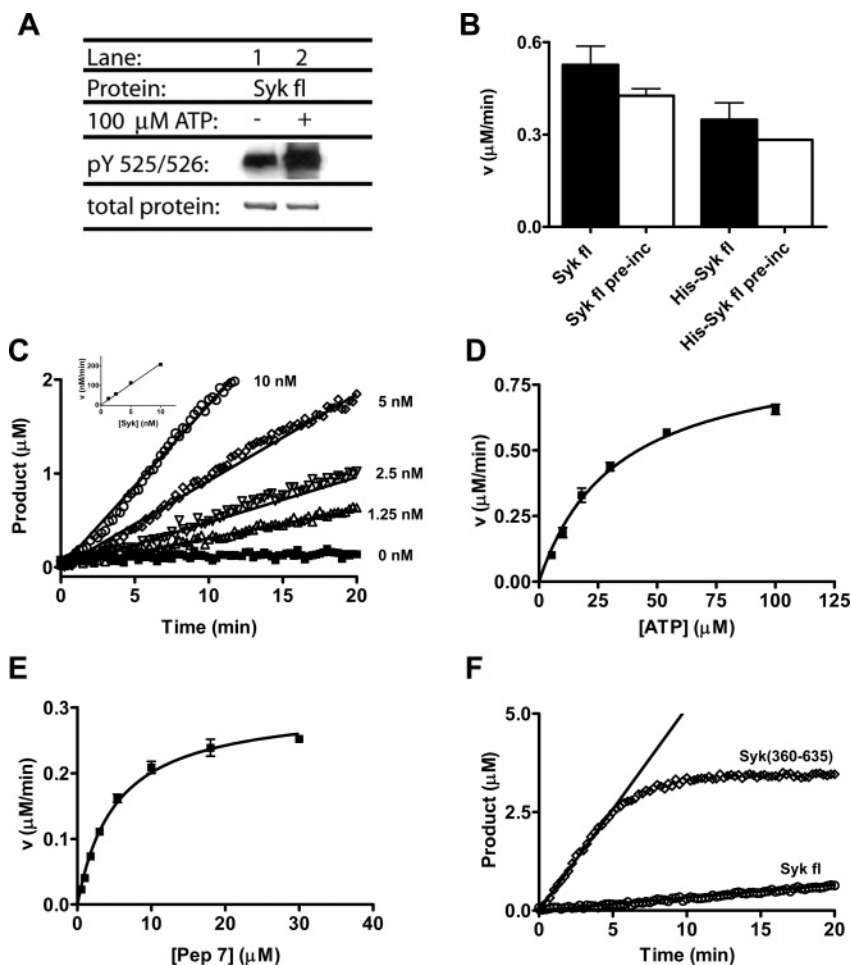 A
Lane: 1 2
Protein: Syk fl
100 μM ATP: - +
pY 525/526:
total protein:
B
v (μM/min)
0.6
0.3
0.0
Syk fl
Syk fl pre-inc
His-Syk fl
His-Syk fl pre-inc
C
Product (μM)
2
1
0
0 5 10 15 20
Time (min)
v (nM/min)
200
100
0
0 5 10
[Syk] (nM)
10 nM
5 nM
2.5 nM
1.25 nM
0 nM
D
v (μM/min)
0.75
0.50
0.25
0.00
0 25 50 75 100 125
[ATP] (μM)
E
v (μM/min)
0.3
0.2
0.1
0.0
0 10 20 30 40
[Pep 7] (μM)
F
Product (μM)
5.0
2.5
0.0
0 5 10 15 20
Time (min)
Syk(360-635)
Syk fl